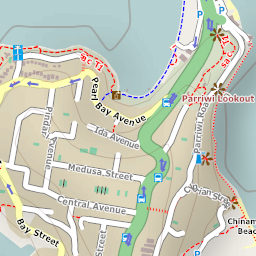 P
Pearl Bay Avenue
Parriwi Lookout
Pindari Avenue
Ida Avenue
Parriwi Road
Medusa Street
Central Avenue
Bay Street
Chinam
Beac
P